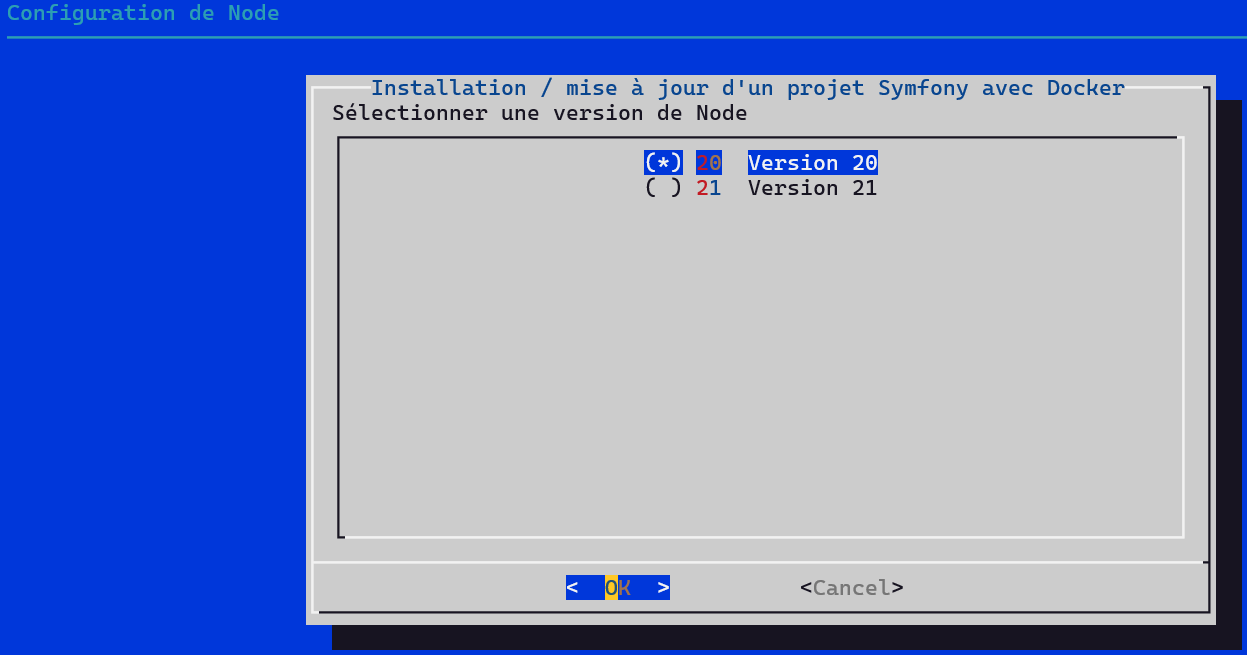 Configuration de Node
Installation / mise à jour d'un projet Symfony avec Docker
Sélectionner une version de Node
(*) 20 Version 20
( ) 21 Version 21
< OK > <Cancel>